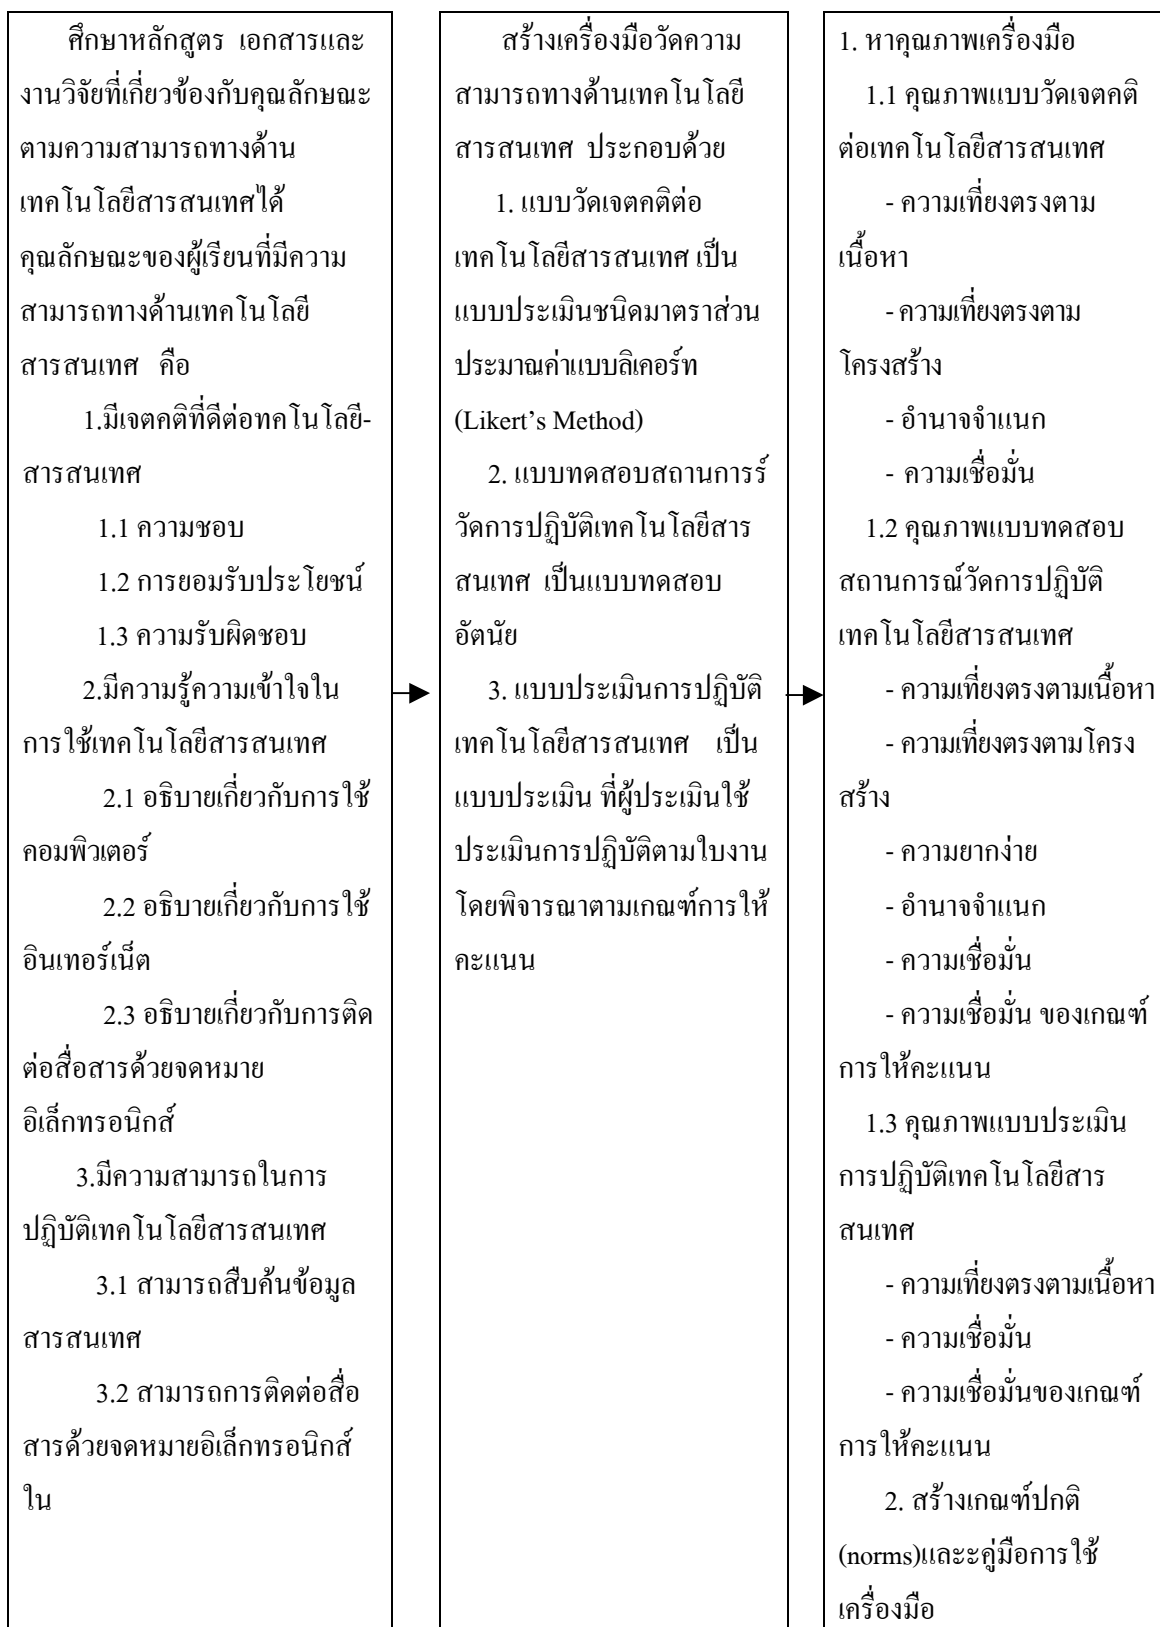 ศึกษาหลักสูตร เอกสารและ
งานวิจัยที่เกี่ยวข้องกับคุณลักษณะ
ตามความสามารถทางด้าน
เทคโนโลยีสารสนเทศได้
คุณลักษณะของผู้เรียนที่มีความ
สามารถทางด้านเทคโนโลยี
สารสนเทศ คือ
1.มีเจตคติที่ดีต่อทคโนโลยี-
สารสนเทศ
1.1 ความชอบ
1.2 การยอมรับประโยชน์
1.3 ความรับผิดชอบ
2.มีความรู้ความเข้าใจใน
การใช้เทคโนโลยีสารสนเทศ
2.1 อธิบายเกี่ยวกับการใช้
คอมพิวเตอร์
2.2 อธิบายเกี่ยวกับการใช้
อินเทอร์เน็ต
2.3 อธิบายเกี่ยวกับการติด
ต่อสื่อสารด้วยจดหมาย
อิเล็กทรอนิกส์
3.มีความสามารถในการ
ปฏิบัติเทคโนโลยีสารสนเทศ
3.1 สามารถสืบค้นข้อมูล
สารสนเทศ
3.2 สามารถการติดต่อสื่อ
สารด้วยจดหมายอิเล็กทรอนิกส์
ใน
สร้างเครื่องมือวัดความ
สามารถทางด้านเทคโนโลยี
สารสนเทศ ประกอบด้วย
1. แบบวัดเจตคติต่อ
เทคโนโลยีสารสนเทศ เป็น
แบบประเมินชนิดมาตราส่วน
ประมาณค่าแบบลิเคอร์ท
(Likert’s Method)
2. แบบทดสอบสถานการร์
วัดการปฏิบัติเทคโนโลยีสาร
สนเทศ เป็นแบบทดสอบ
อัตนัย
3. แบบประเมินการปฏิบัติ
เทคโนโลยีสารสนเทศ เป็น
แบบประเมิน ที่ผู้ประเมินใช้
ประเมินการปฏิบัติตามใบงาน
โดยพิจารณาตามเกณฑ์การให้
คะแนน
1. หาคุณภาพเครื่องมือ
1.1 คุณภาพแบบวัดเจตคติ
ต่อเทคโนโลยีสารสนเทศ
- ความเที่ยงตรงตาม
เนื้อหา
- ความเที่ยงตรงตาม
โครงสร้าง
- อำนาจจำแนก
- ความเชื่อมั่น
1.2 คุณภาพแบบทดสอบ
สถานการณ์วัดการปฏิบัติ
เทคโนโลยีสารสนเทศ
- ความเที่ยงตรงตามเนื้อหา
- ความเที่ยงตรงตามโครง
สร้าง
- ความยากง่าย
- อำนาจจำแนก
- ความเชื่อมั่น
- ความเชื่อมั่น ของเกณฑ์
การให้คะแนน
1.3 คุณภาพแบบประเมิน
การปฏิบัติเทคโนโลยีสาร
สนเทศ
- ความเที่ยงตรงตามเนื้อหา
- ความเชื่อมั่น
- ความเชื่อมั่นของเกณฑ์
การให้คะแนน
2. สร้างเกณฑ์ปกติ
(norms)และะคู่มือการใช้
เครื่องมือ